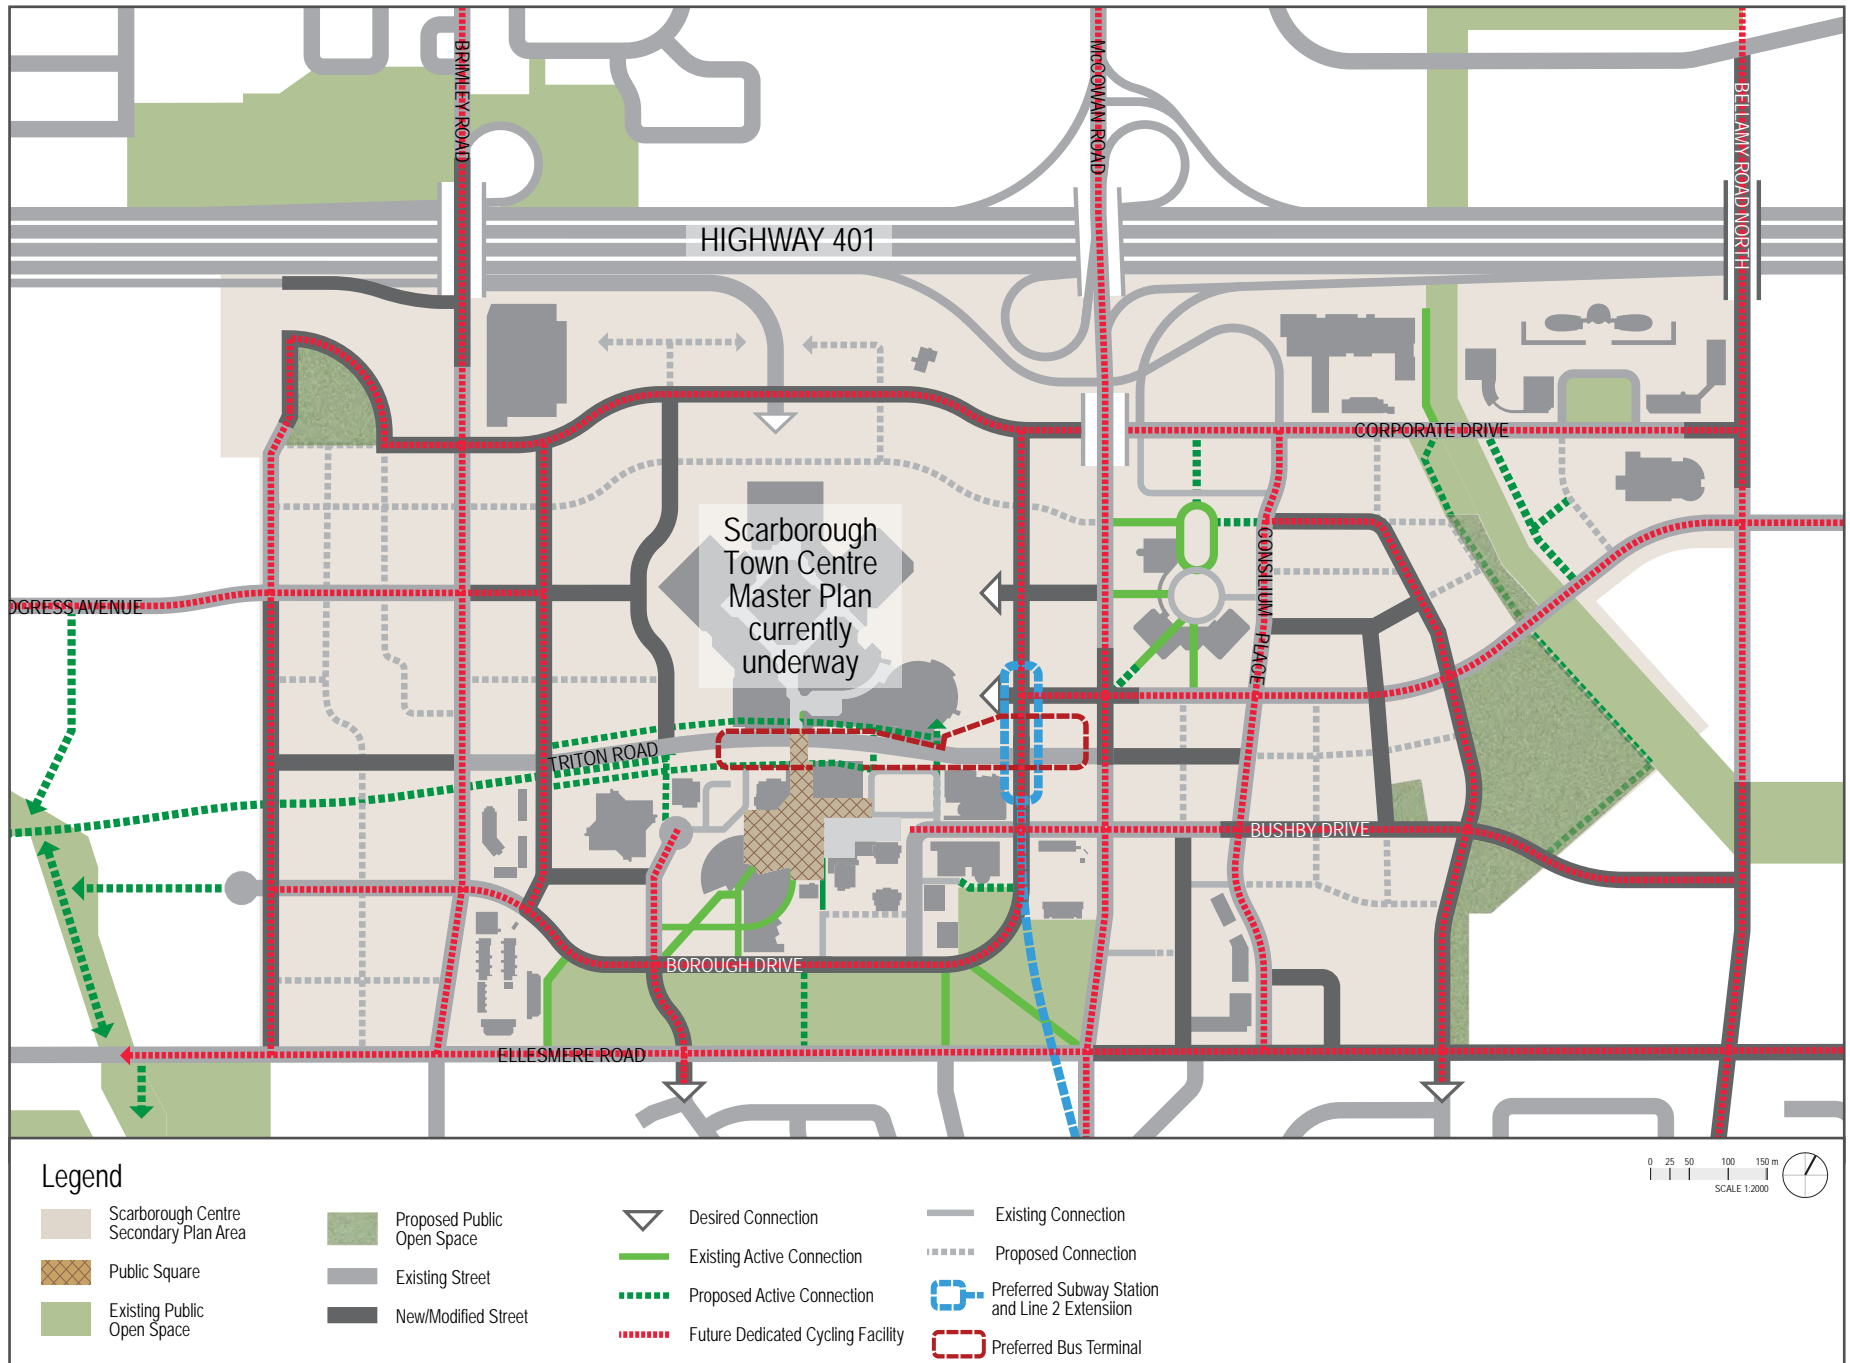 BRIMLEY ROAD
McCOWAN ROAD
BELLAMY ROAD NORTH
HIGHWAY 401
CORPORATE DRIVE
Scarborough
Town Centre
Master Plan
currently
underway
CONSILIUM PLACE
OGRESS AVENUE
TRITON ROAD
BUSHBY DRIVE
BOROUGH DRIVE
ELLESMERE ROAD
Legend
Scarborough Centre
Secondary Plan Area
Public Square
Existing Public
Open Space
Proposed Public
Open Space
Existing Street
New/Modified Street
Desired Connection
Existing Active Connection
Proposed Active Connection
Future Dedicated Cycling Facility
Existing Connection
Proposed Connection
Preferred Subway Station
and Line 2 Extensiion
Preferred Bus Terminal
0 25 50 100 150 m
SCALE 1:2000